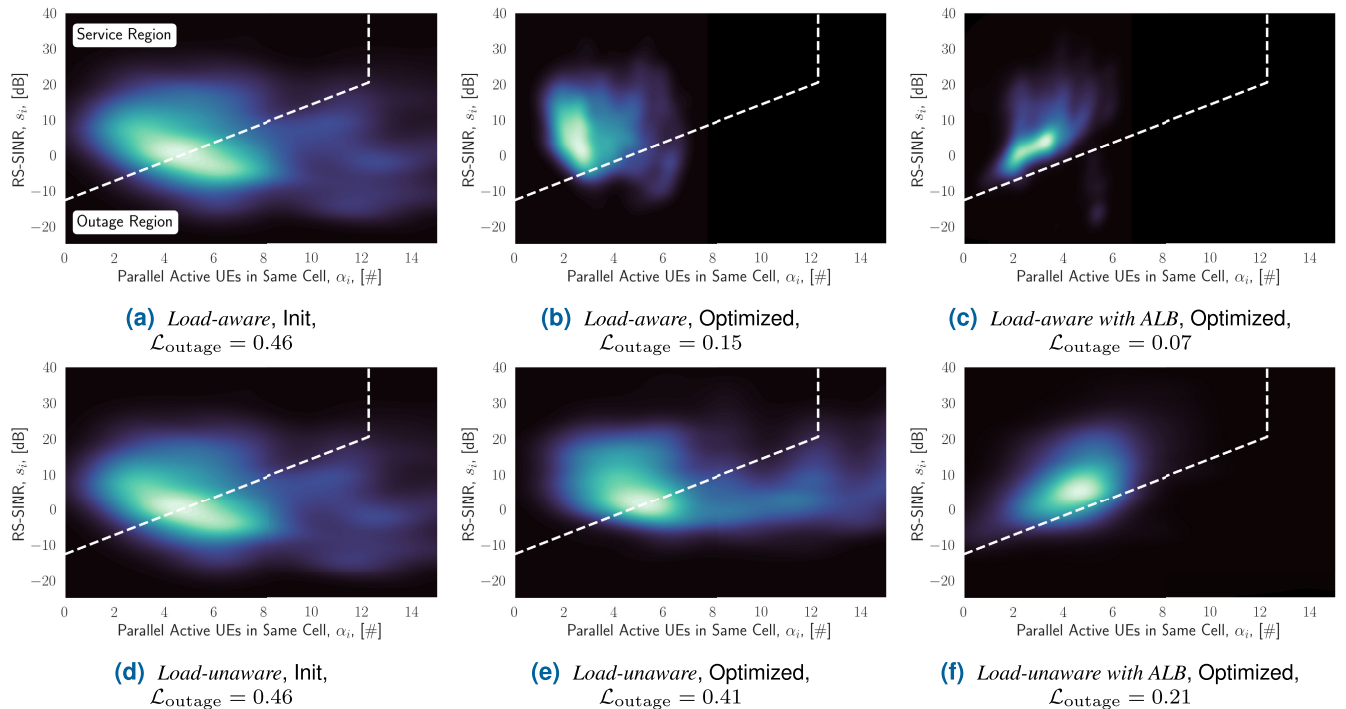 40
30
20
10
0
−10
−20
RS-SINR, s_i, [dB]
Service Region
Outage Region
0 2 4 6 8 10 12 14
Parallel Active UEs in Same Cell, α_i, [#]
(a) Load-aware, Init,
ℒ_outage = 0.46
40
30
20
10
0
−10
−20
RS-SINR, s_i, [dB]
0 2 4 6 8 10 12 14
Parallel Active UEs in Same Cell, α_i, [#]
(b) Load-aware, Optimized,
ℒ_outage = 0.15
40
30
20
10
0
−10
−20
RS-SINR, s_i, [dB]
0 2 4 6 8 10 12 14
Parallel Active UEs in Same Cell, α_i, [#]
(c) Load-aware with ALB, Optimized,
ℒ_outage = 0.07
40
30
20
10
0
−10
−20
RS-SINR, s_i, [dB]
0 2 4 6 8 10 12 14
Parallel Active UEs in Same Cell, α_i, [#]
(d) Load-unaware, Init,
ℒ_outage = 0.46
40
30
20
10
0
−10
−20
RS-SINR, s_i, [dB]
0 2 4 6 8 10 12 14
Parallel Active UEs in Same Cell, α_i, [#]
(e) Load-unaware, Optimized,
ℒ_outage = 0.41
40
30
20
10
0
−10
−20
RS-SINR, s_i, [dB]
0 2 4 6 8 10 12 14
Parallel Active UEs in Same Cell, α_i, [#]
(f) Load-unaware with ALB, Optimized,
ℒ_outage = 0.21